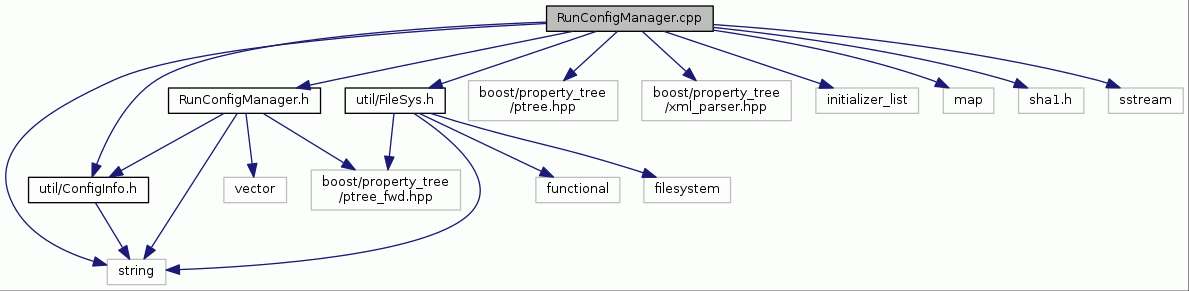 RunConfigManager.cpp
RunConfigManager.h
util/FileSys.h
boost/property_tree
/ptree.hpp
boost/property_tree
/xml_parser.hpp
initializer_list
map
sha1.h
sstream
util/ConfigInfo.h
vector
boost/property_tree
/ptree_fwd.hpp
functional
filesystem
string